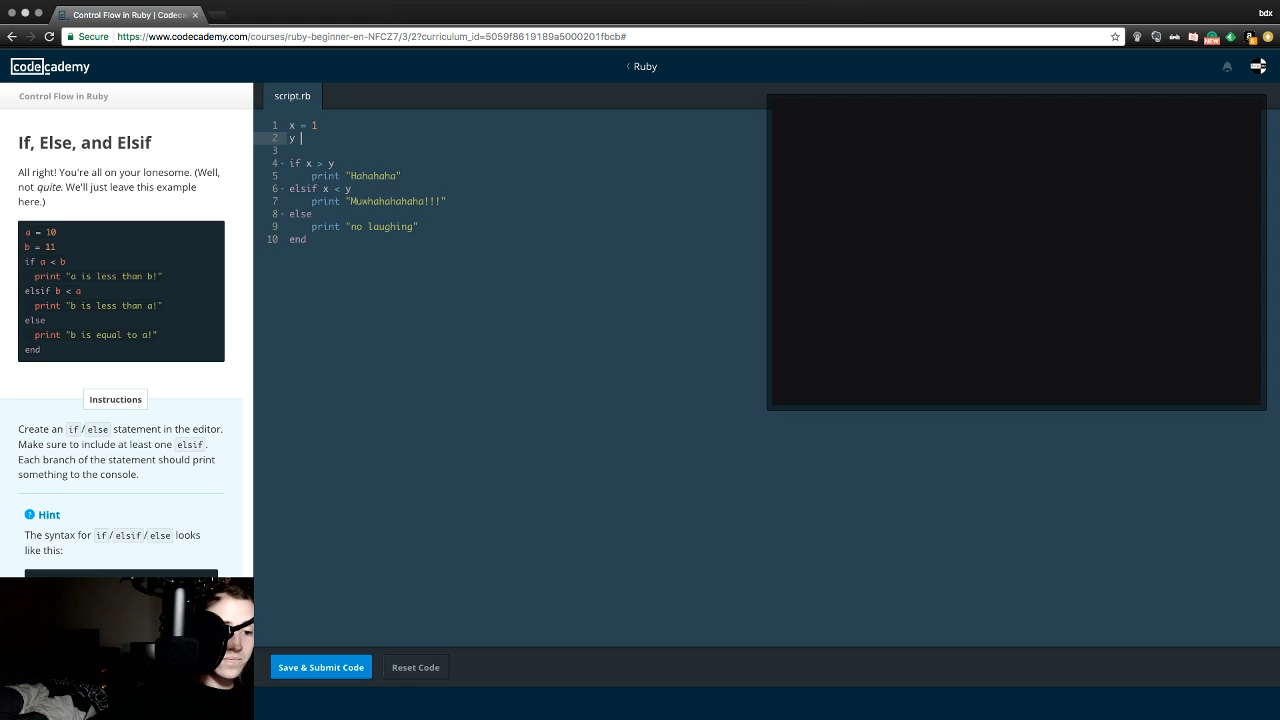 Control Flow in Ruby | Codeca
bdx
Secure
https://www.codecademy.com/courses/ruby-beginner-en-NFCZ7/3/2?curriculum_id=5059f8619189a5000201fbcb#
NEW
codecademy
Ruby
Control Flow in Ruby
script.rb
If, Else, and Elsif
All right! You're all on your lonesome. (Well,
not quite. We'll just leave this example
here.)
a = 10
b = 11
if a < b
print "a is less than b!"
elsif b < a
print "b is less than a!"
else
print "b is equal to a!"
end
Instructions
Create an if / else statement in the editor.
Make sure to include at least one elsif.
Each branch of the statement should print
something to the console.
? Hint
The syntax for if / elsif / else looks
like this:
1 x = 1
2 y
3
4 if x > y
5 print "Hahahaha"
6 elsif x < y
7 print "Muwhahahahaha!!!"
8 else
9 print "no laughing"
10 end
Save & Submit Code
Reset Code